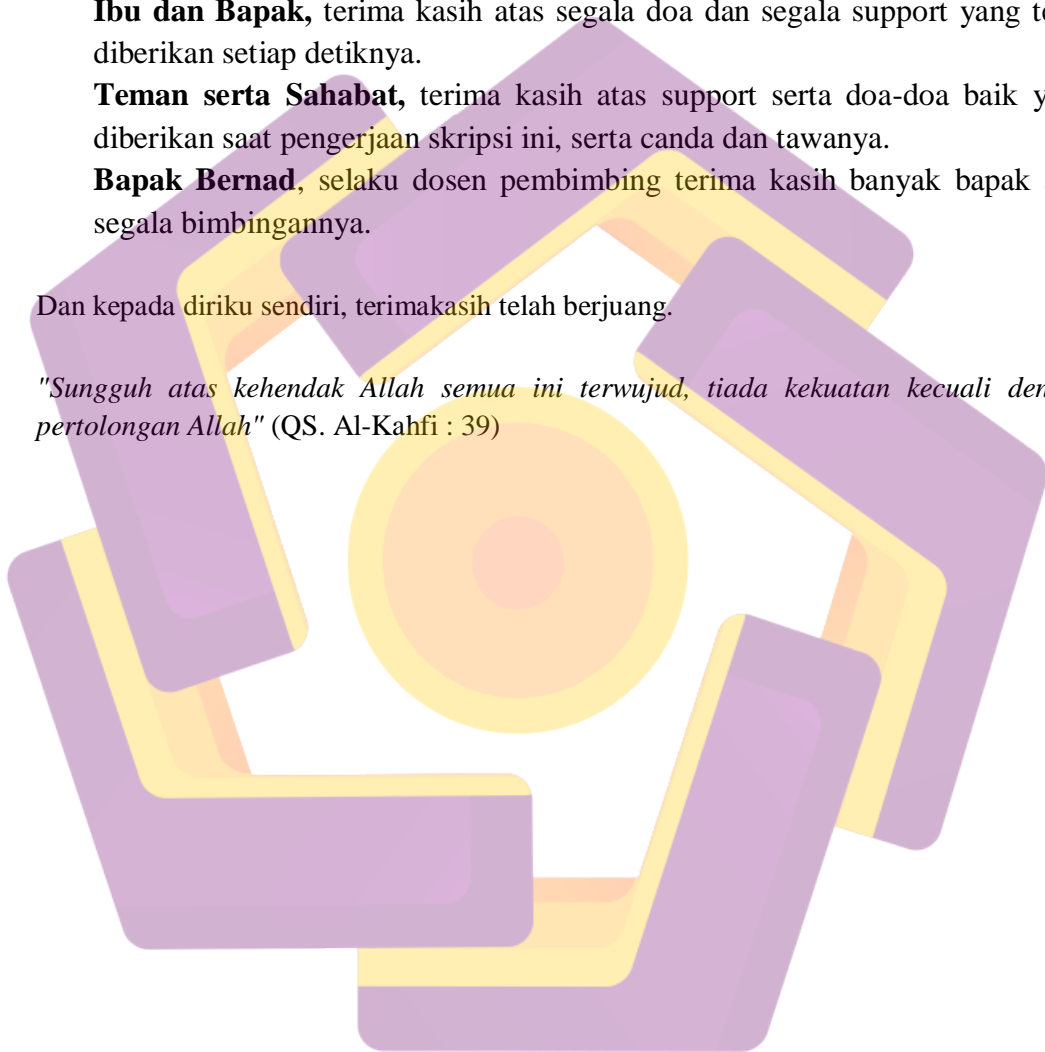 Ibu dan Bapak, terima kasih atas segala doa dan segala support yang
diberikan setiap detiknya.
Teman serta Sahabat, terima kasih atas support serta doa-doa baik
diberikan saat pengerjaan skripsi ini, serta canda dan tawanya.
Bapak Bernad, selaku dosen pembimbing terima kasih banyak bapak
segala bimbingannya.
Dan kepada diriku sendiri, terimakasih telah berjuang.
"Sungguh atas kehendak Allah semua ini terwujud, tiada kekuatan kecuali
pertolongan Allah" (QS. Al-Kahfi : 39)